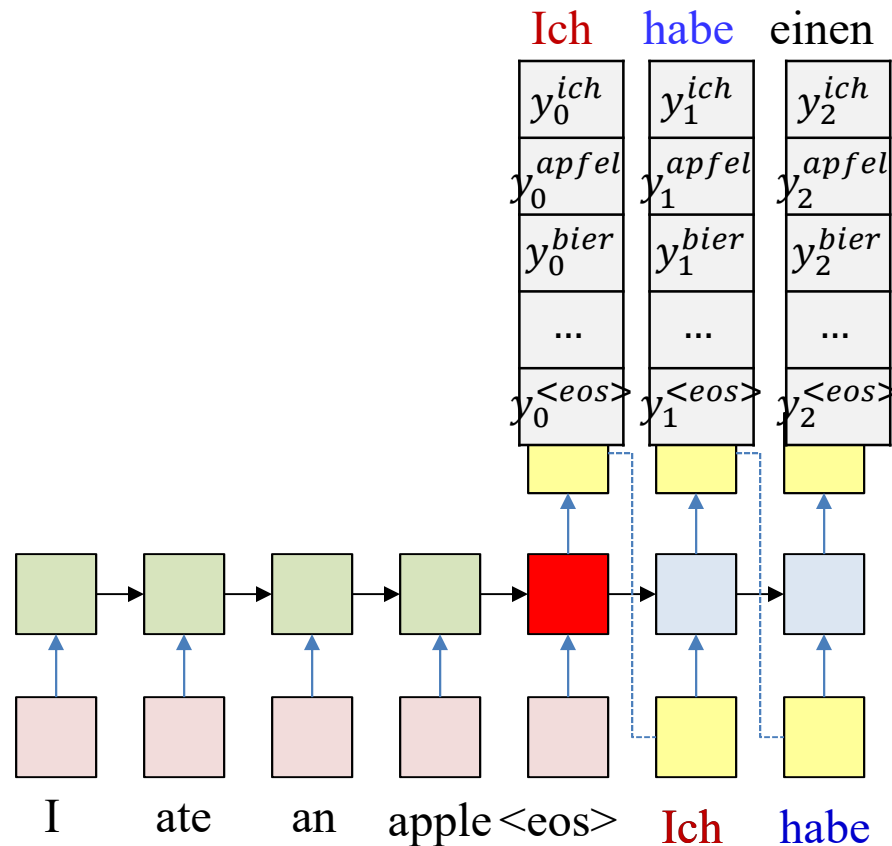 Ich habe einen
y_0^{ich} y_1^{ich} y_2^{ich}
y_0^{apfel} y_1^{apfel} y_2^{apfel}
y_0^{bier} y_1^{bier} y_2^{bier}
... ... ...
y_0^{<eos>} y_1^{<eos>} y_2^{<eos>}
I ate an apple <eos> Ich habe